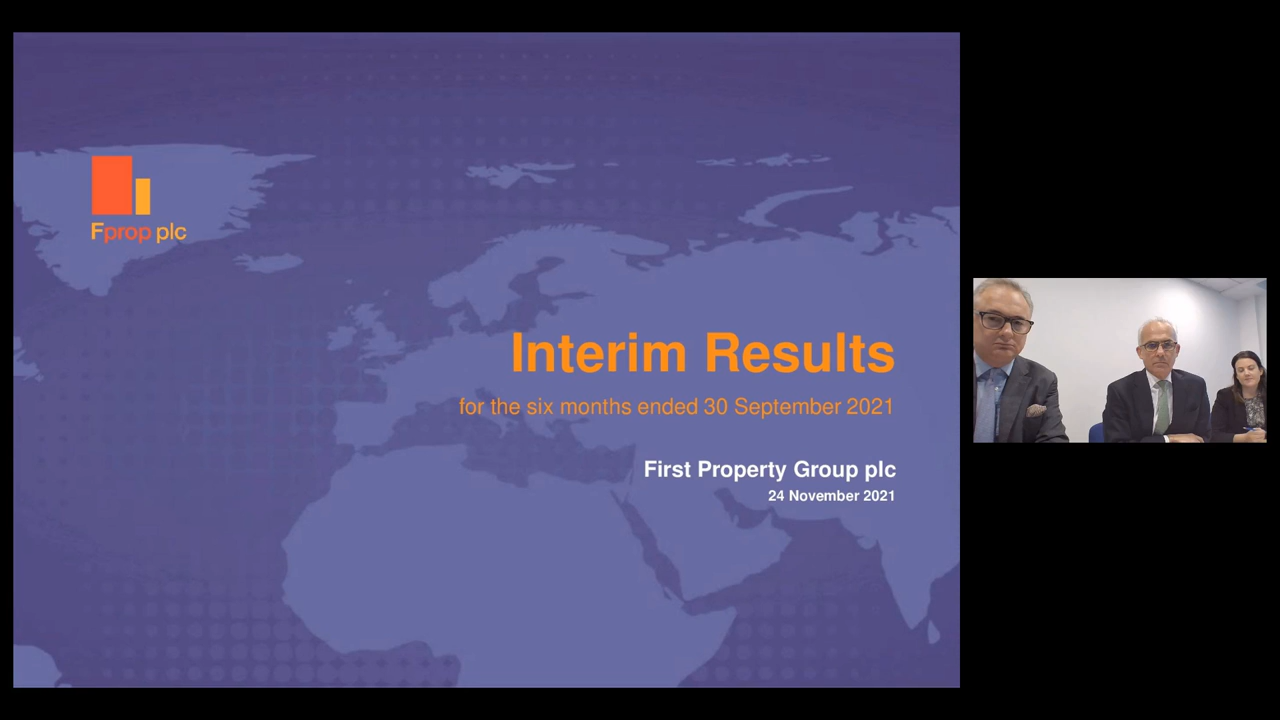 Fprop plc
Interim Results
for the six months ended 30 September 2021
First Property Group plc
24 November 2021